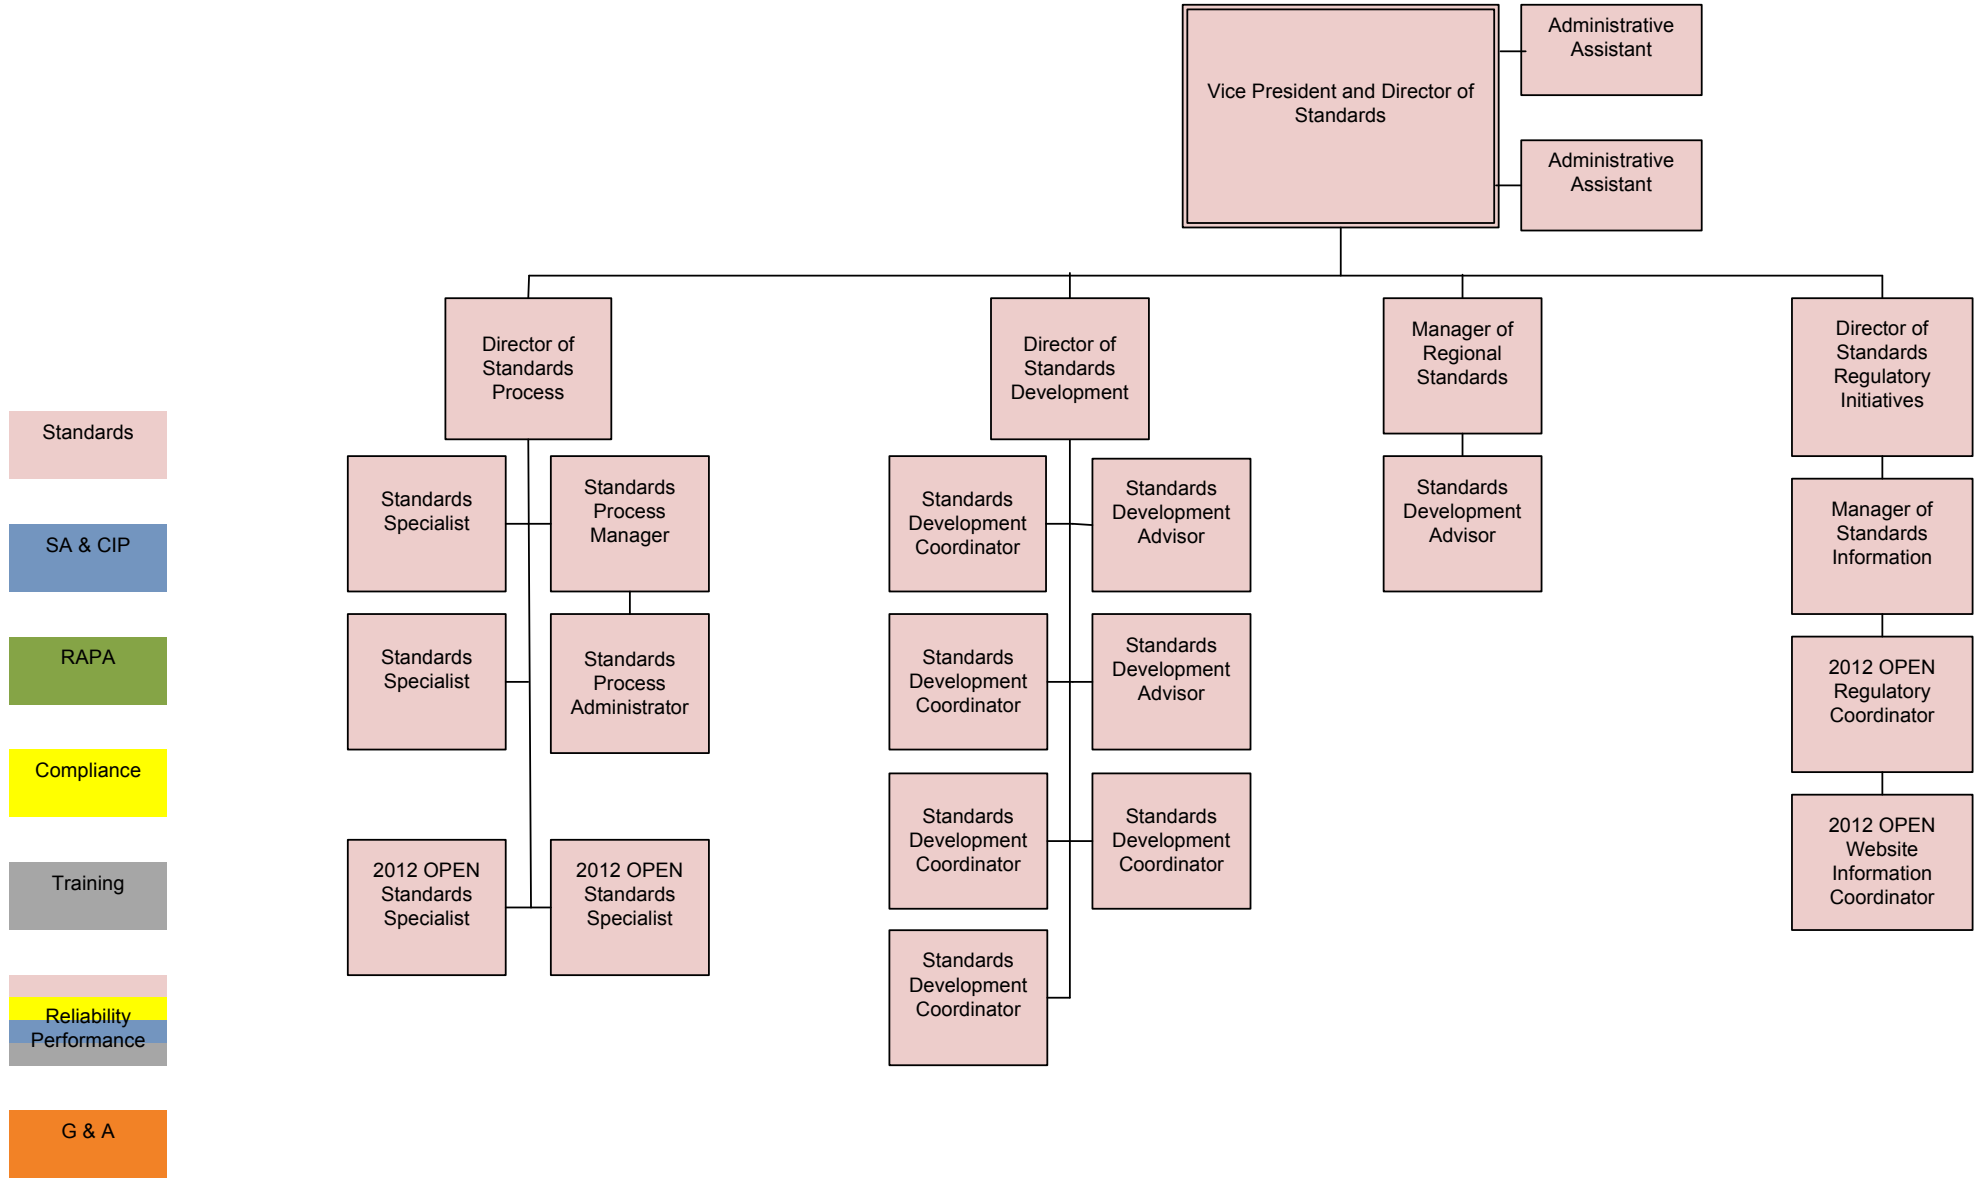 Vice President and Director of
Standards
Administrative
Assistant
Administrative
Assistant
Director of
Standards
Process
Director of
Standards
Development
Manager of
Regional
Standards
Director of
Standards
Regulatory
Initiatives
Standards
Specialist
Standards
Process
Manager
Standards
Development
Coordinator
Standards
Development
Advisor
Standards
Development
Advisor
Manager of
Standards
Information
Standards
Specialist
Standards
Process
Administrator
Standards
Development
Coordinator
Standards
Development
Advisor
2012 OPEN
Regulatory
Coordinator
Standards
Development
Coordinator
Standards
Development
Coordinator
2012 OPEN
Website
Information
Coordinator
2012 OPEN
Standards
Specialist
2012 OPEN
Standards
Specialist
Standards
Development
Coordinator
Standards
SA & CIP
RAPA
Compliance
Training
Reliability
Performance
G & A